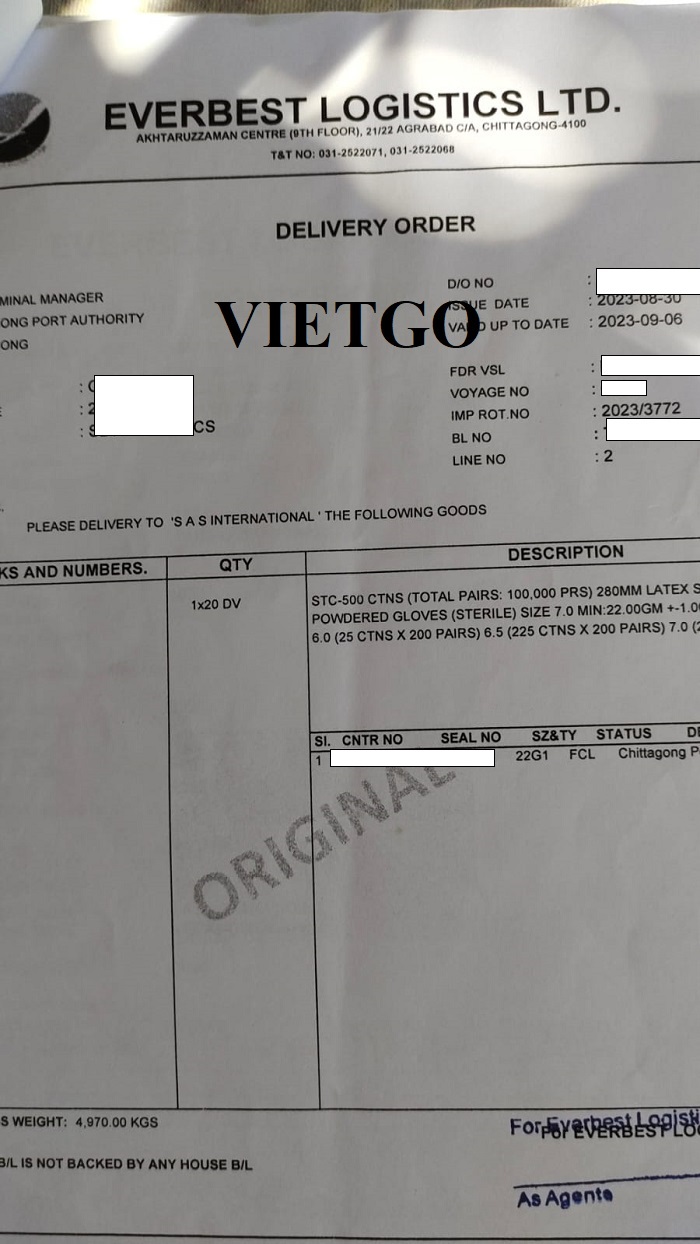 EVERBEST LOGISTICS LTD.
AKHTARUZZAMAN CENTRE (9TH FLOOR), 21/22 AGRABAD C/A, CHITTAGONG-4100
T&T NO: 031-2522071, 031-2522068
DELIVERY ORDER
MINAL MANAGER
ONG PORT AUTHORITY
ONG
VIETGO
D/O NO :
ISSUE DATE : 2023-08-30
VALID UP TO DATE : 2023-09-06
FDR VSL :
VOYAGE NO :
IMP ROT.NO : 2023/3772
BL NO :
LINE NO : 2
:
: 2
: S CS
PLEASE DELIVERY TO 'S A S INTERNATIONAL ' THE FOLLOWING GOODS
KS AND NUMBERS. QTY DESCRIPTION
1x20 DV
STC-500 CTNS (TOTAL PAIRS: 100,000 PRS) 280MM LATEX S
POWDERED GLOVES (STERILE) SIZE 7.0 MIN:22.00GM +-1.0
6.0 (25 CTNS X 200 PAIRS) 6.5 (225 CTNS X 200 PAIRS) 7.0 (2
SI. CNTR NO SEAL NO SZ&TY STATUS DE
1 22G1 FCL Chittagong P
ORIGINAL
S WEIGHT: 4,970.00 KGS
For Everbest Logisti
For EVERBEST LO
B/L IS NOT BACKED BY ANY HOUSE B/L
As Agents